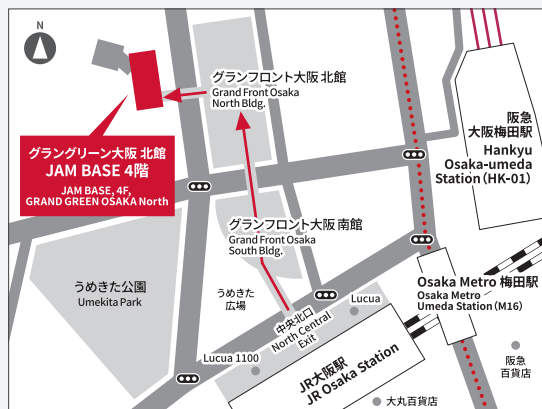 N
グランフロント大阪 北館
Grand Front Osaka
North Bldg.
阪急
大阪梅田駅
Hankyu
Osaka-umeda
Station (HK-01)
グラングリーン大阪 北館
JAM BASE 4階
JAM BASE, 4F,
GRAND GREEN OSAKA North
グランフロント大阪 南館
Grand Front Osaka
South Bldg.
うめきた公園
Umekita Park
うめきた
広場
Osaka Metro 梅田駅
Osaka Metro
Umeda Station (M16)
中央北口
North Central
Exit
Lucua
Lucua 1100
JR大阪駅
JR Osaka Station
阪急
百貨店
大丸百貨店